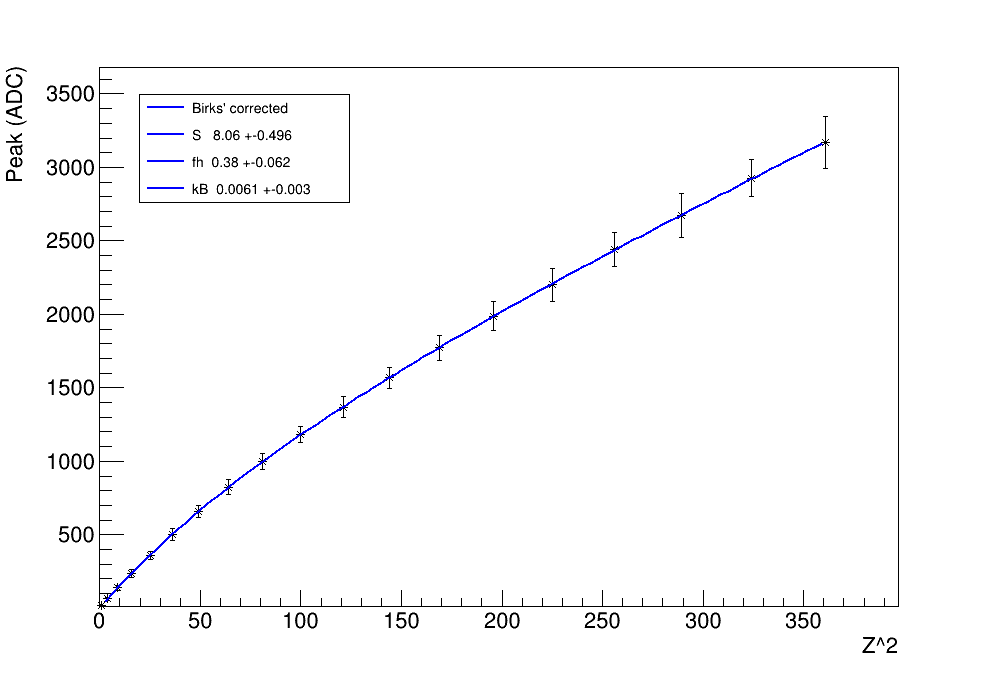 Peak (ADC)
3500
3000
2500
2000
1500
1000
500
Birks' corrected
S 8.06 +-0.496
fh 0.38 +-0.062
kB 0.0061 +-0.003
0 50 100 150 200 250 300 350
Z^2